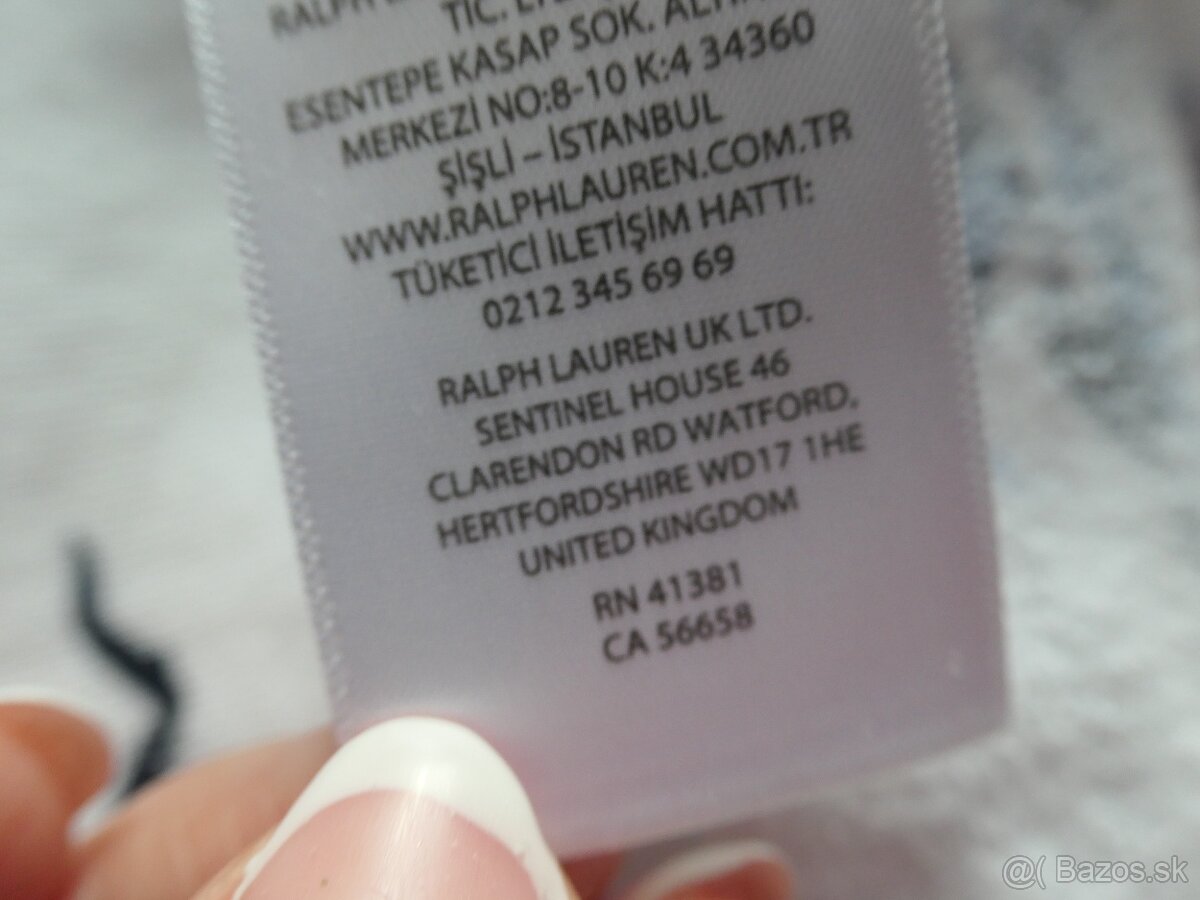 RALPH
TIC.
ESENTEPE KASAP SOK.
MERKEZİ NO:8-10 K:4 34360
ŞİŞLİ – İSTANBUL
WWW.RALPHLAUREN.COM.TR
TÜKETİCİ İLETİŞİM HATTI:
0212 345 69 69
RALPH LAUREN UK LTD.
SENTINEL HOUSE 46
CLARENDON RD WATFORD,
HERTFORDSHIRE WD17 1HE
UNITED KINGDOM
RN 41381
CA 56658
@( Bazos.sk